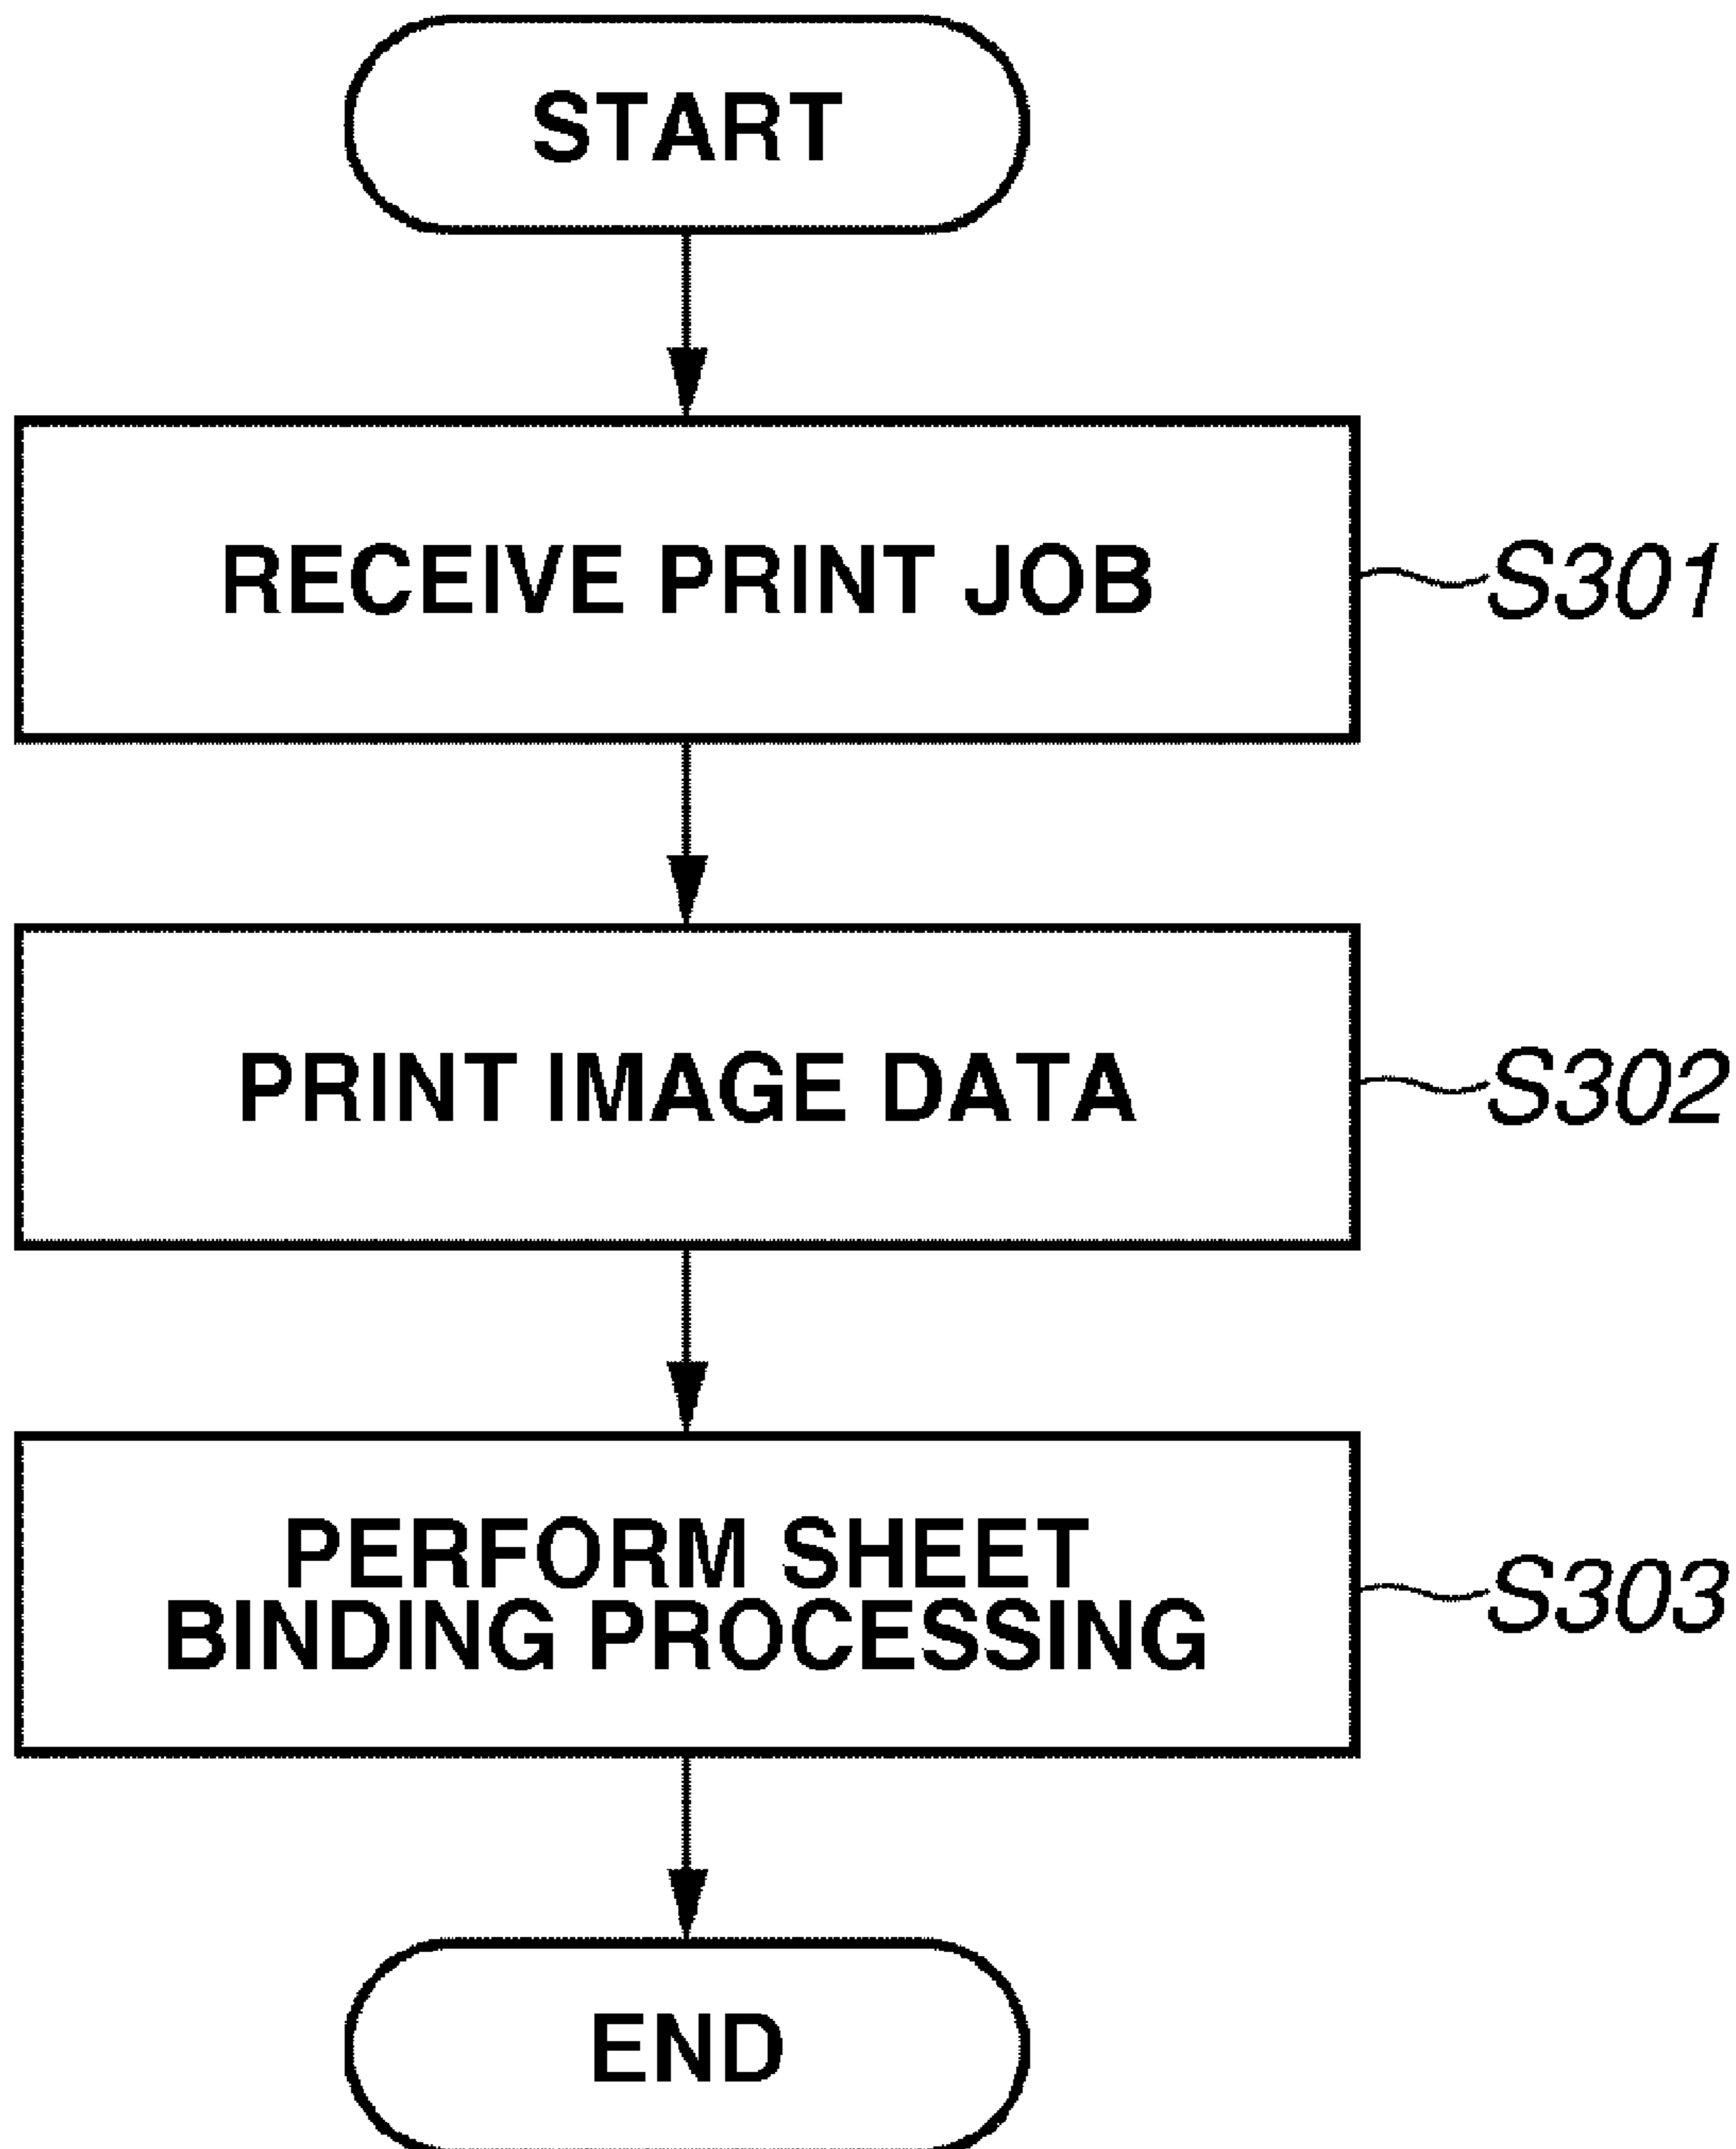 START
RECEIVE PRINT JOB
S301
PRINT IMAGE DATA
S302
PERFORM SHEET
BINDING PROCESSING
S303
END